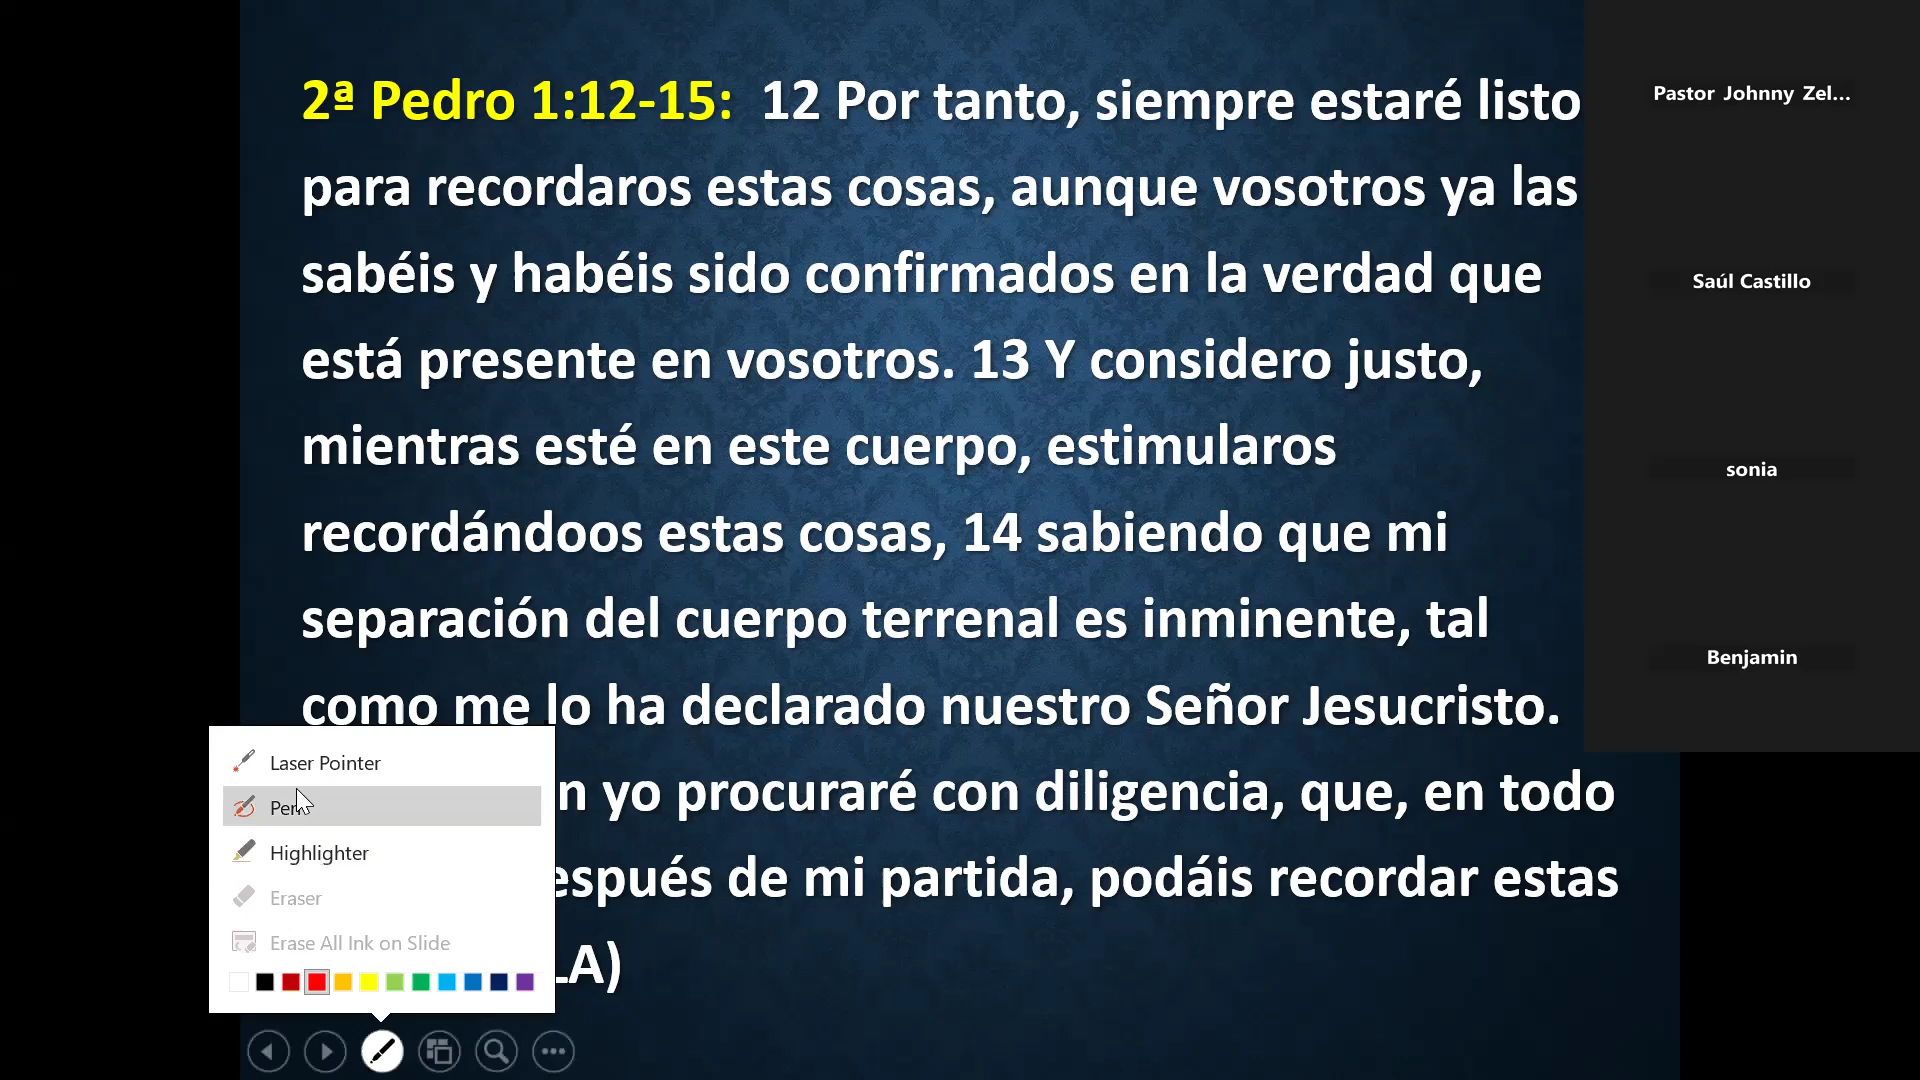 2ª Pedro 1:12-15: 12 Por tanto, siempre estaré listo
para recordaros estas cosas, aunque vosotros ya las
sabéis y habéis sido confirmados en la verdad que
está presente en vosotros. 13 Y considero justo,
mientras esté en este cuerpo, estimularos
recordándoos estas cosas, 14 sabiendo que mi
separación del cuerpo terrenal es inminente, tal
como me lo ha declarado nuestro Señor Jesucristo.
n yo procuraré con diligencia, que, en todo
espués de mi partida, podáis recordar estas
LA)
Pastor Johnny Zel...
Saúl Castillo
sonia
Benjamin
Laser Pointer
Pen
Highlighter
Eraser
Erase All Ink on Slide